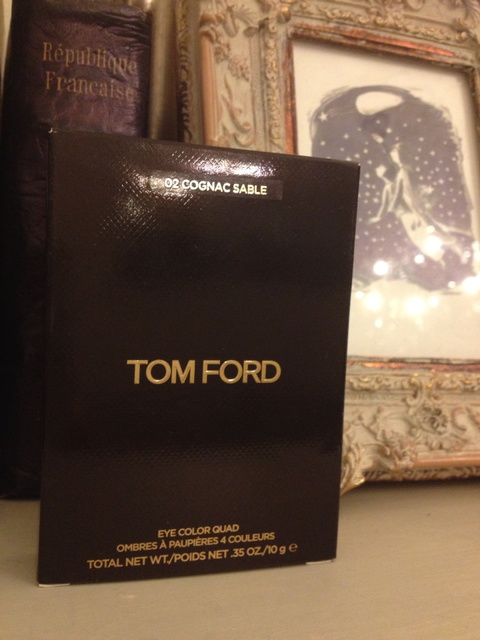 République
Française
02 COGNAC SABLE
TOM FORD
EYE COLOR QUAD
OMBRES À PAUPIÈRES 4 COULEURS
TOTAL NET WT./POIDS NET .35 OZ./10 g ℮